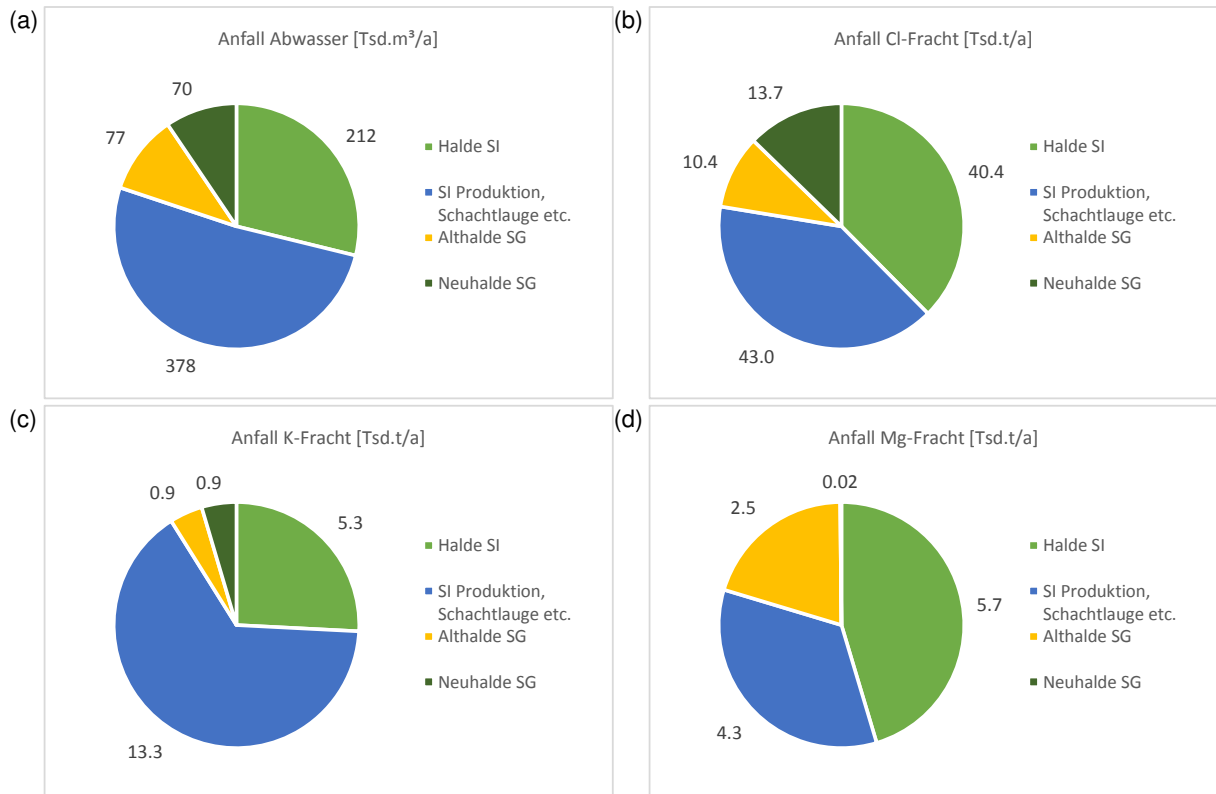 (a)
Anfall Abwasser [Tsd.m³/a]
70
77
212
378
Halde SI
SI Produktion,
Schachtlauge etc.
Althalde SG
Neuhalde SG
(b)
Anfall Cl-Fracht [Tsd.t/a]
13.7
10.4
40.4
43.0
Halde SI
SI Produktion,
Schachtlauge etc.
Althalde SG
Neuhalde SG
(c)
Anfall K-Fracht [Tsd.t/a]
0.9
0.9
5.3
13.3
Halde SI
SI Produktion,
Schachtlauge etc.
Althalde SG
Neuhalde SG
(d)
Anfall Mg-Fracht [Tsd.t/a]
0.02
2.5
5.7
4.3
Halde SI
SI Produktion,
Schachtlauge etc.
Althalde SG
Neuhalde SG